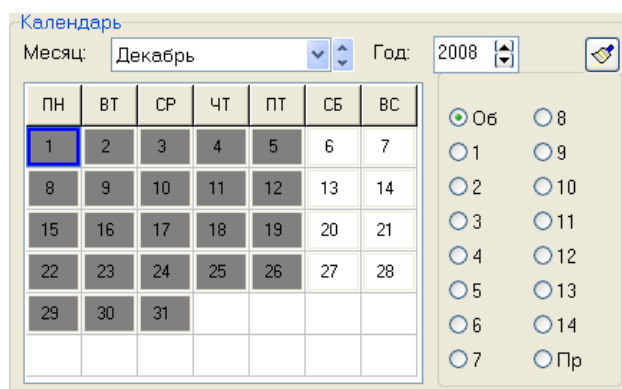 Календарь
Месяц: Декабрь Год: 2008
ПН ВТ СР ЧТ ПТ СБ ВС
1 2 3 4 5 6 7
8 9 10 11 12 13 14
15 16 17 18 19 20 21
22 23 24 25 26 27 28
29 30 31
Об 8
1 9
2 10
3 11
4 12
5 13
6 14
7 Пр